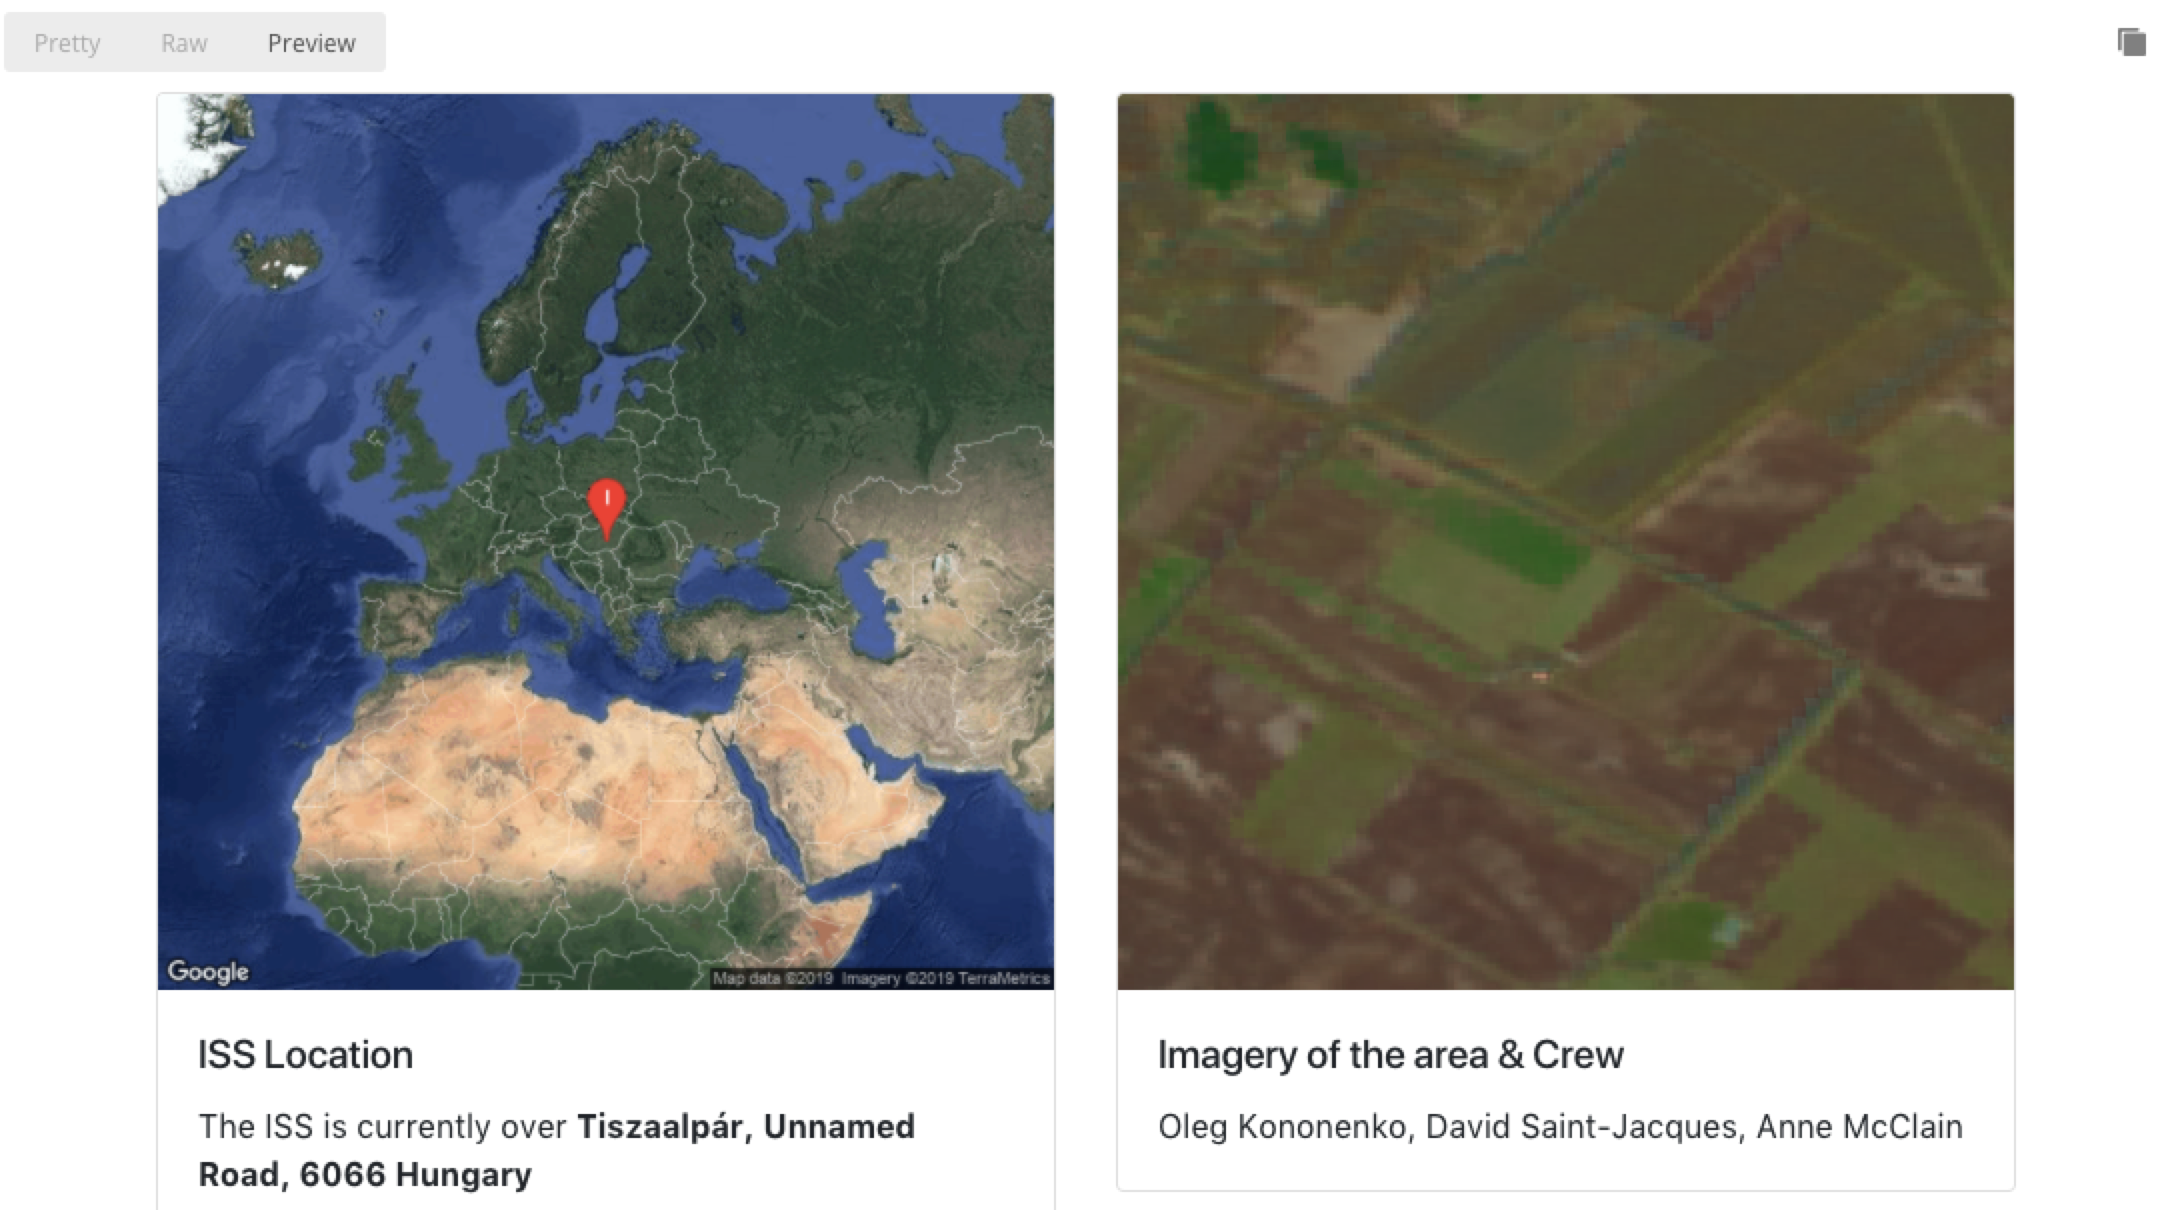 Pretty Raw Preview
I
Google
Map data ©2019 Imagery ©2019 TerraMetrics
ISS Location
The ISS is currently over Tiszaalpár, Unnamed
Road, 6066 Hungary
Imagery of the area & Crew
Oleg Kononenko, David Saint-Jacques, Anne McClain